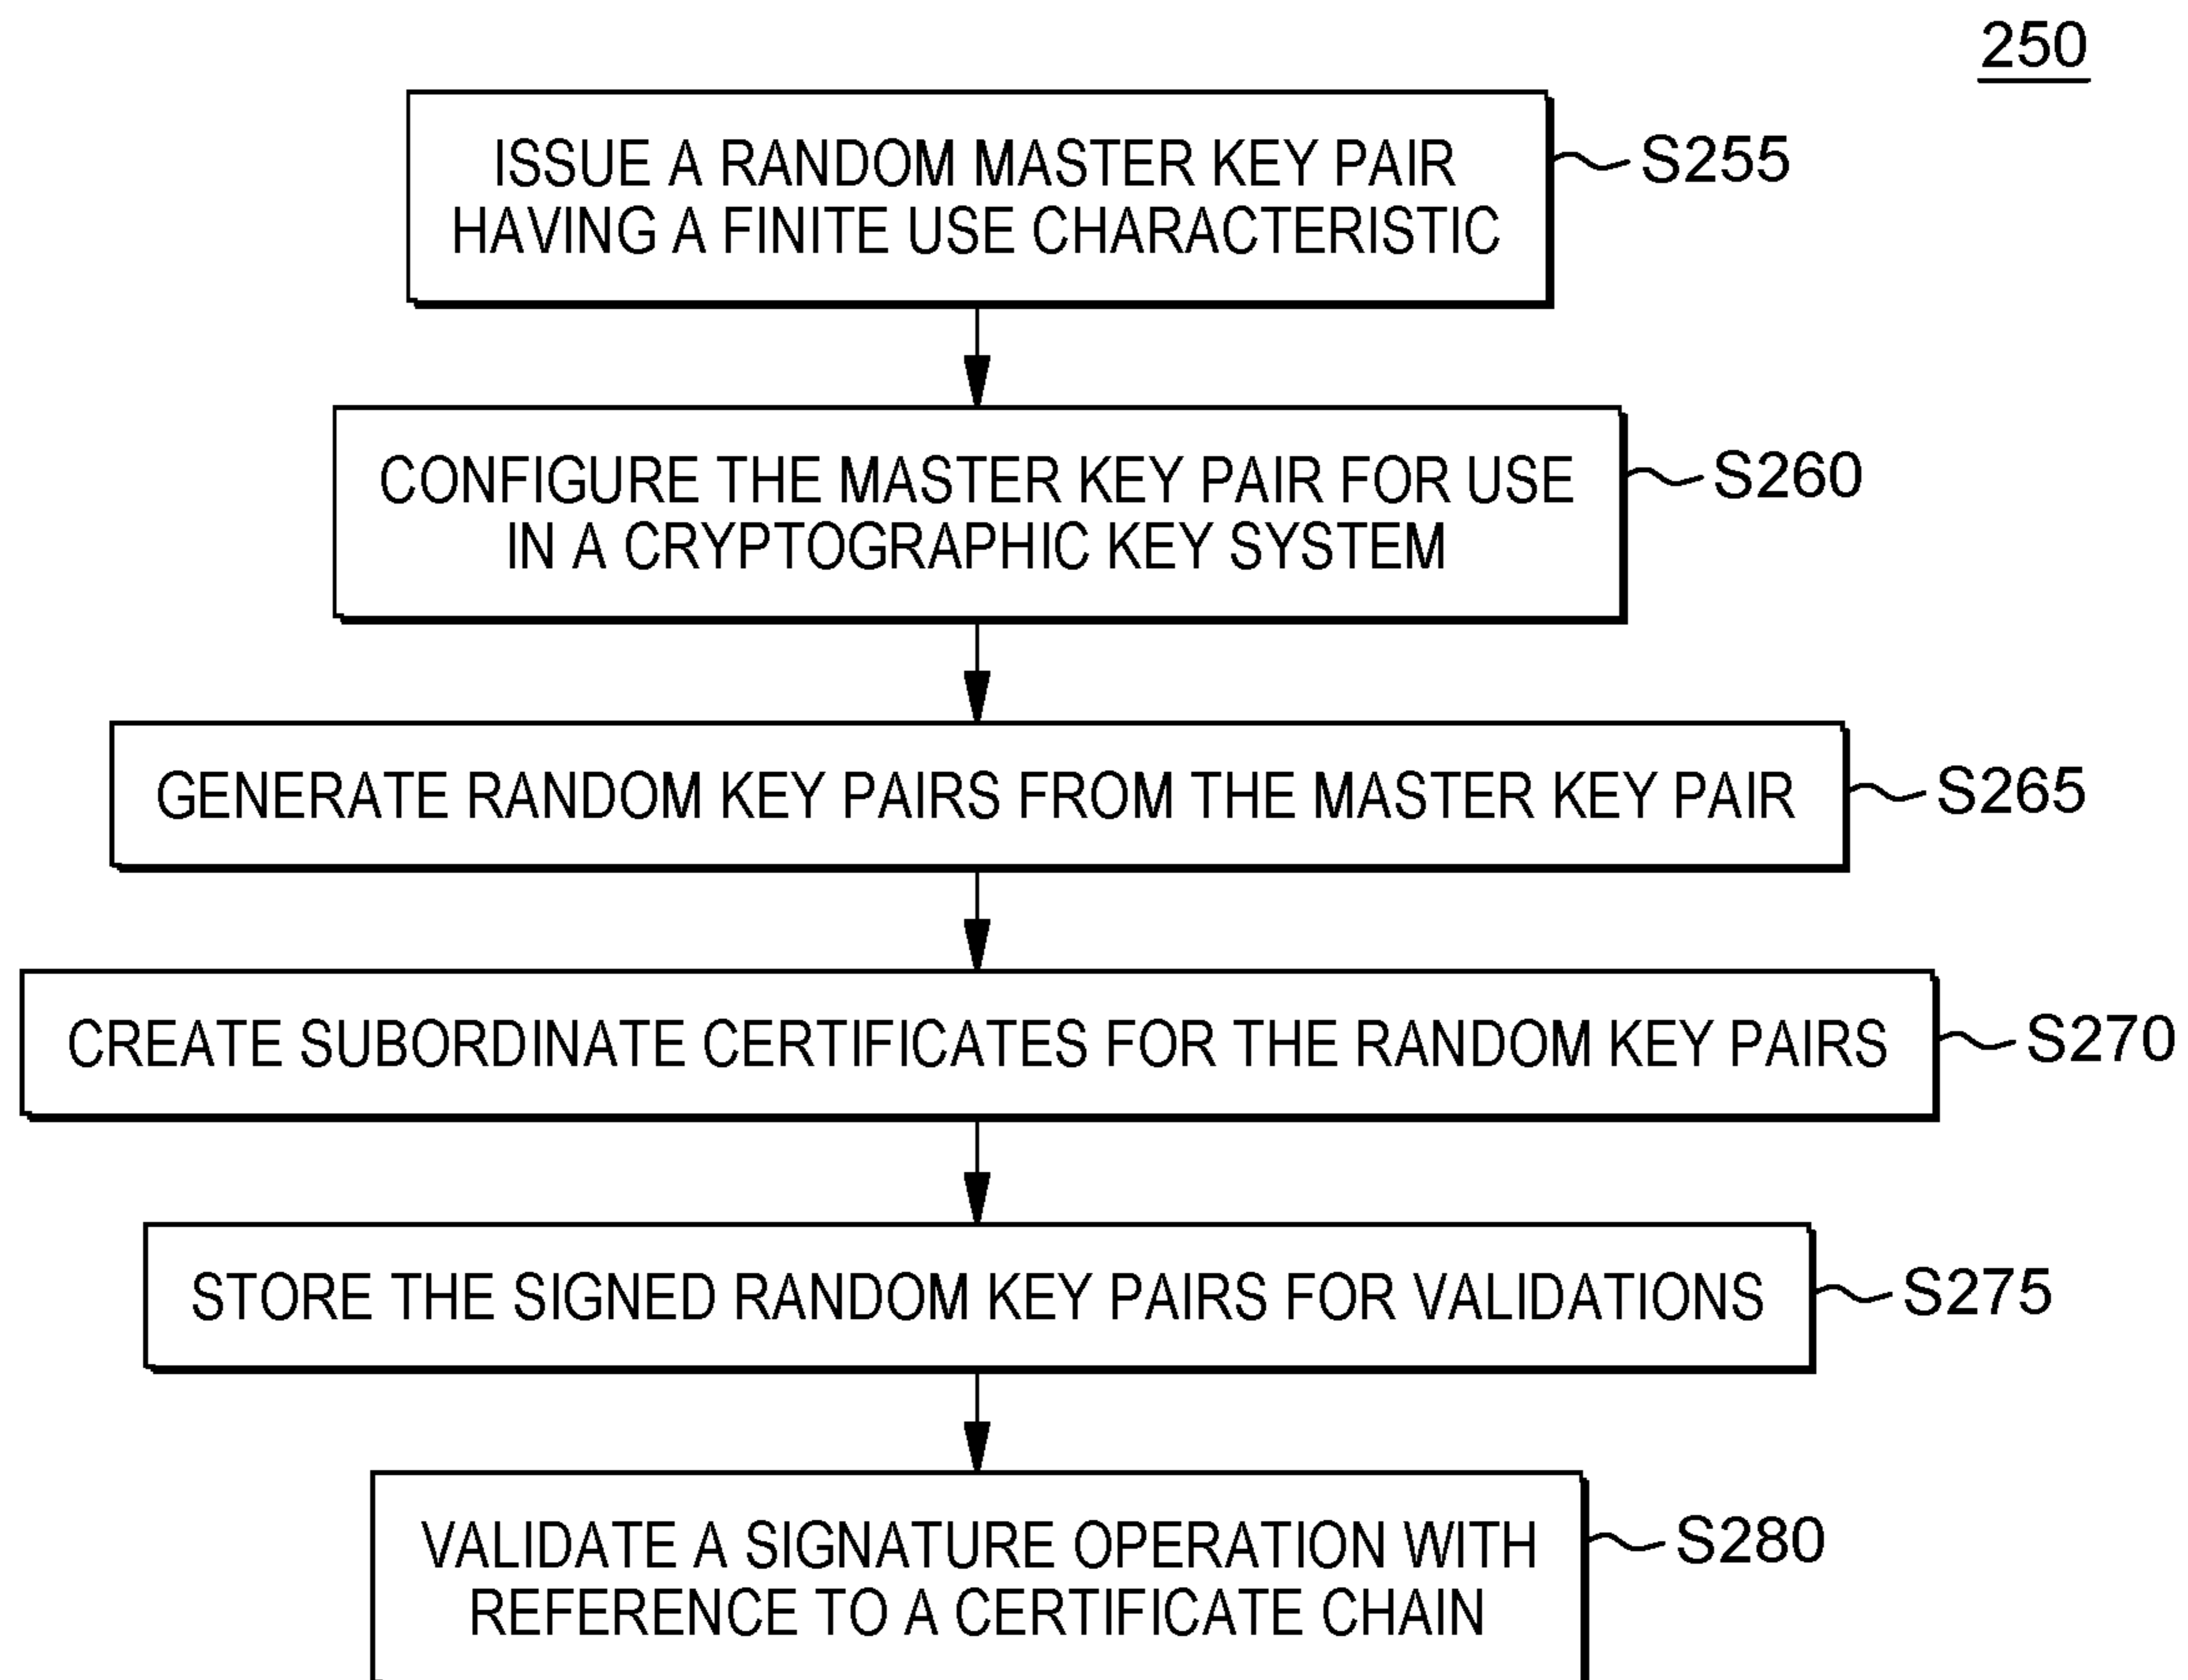 250
ISSUE A RANDOM MASTER KEY PAIR
HAVING A FINITE USE CHARACTERISTIC
S255
CONFIGURE THE MASTER KEY PAIR FOR USE
IN A CRYPTOGRAPHIC KEY SYSTEM
S260
GENERATE RANDOM KEY PAIRS FROM THE MASTER KEY PAIR
S265
CREATE SUBORDINATE CERTIFICATES FOR THE RANDOM KEY PAIRS
S270
STORE THE SIGNED RANDOM KEY PAIRS FOR VALIDATIONS
S275
VALIDATE A SIGNATURE OPERATION WITH
REFERENCE TO A CERTIFICATE CHAIN
S280